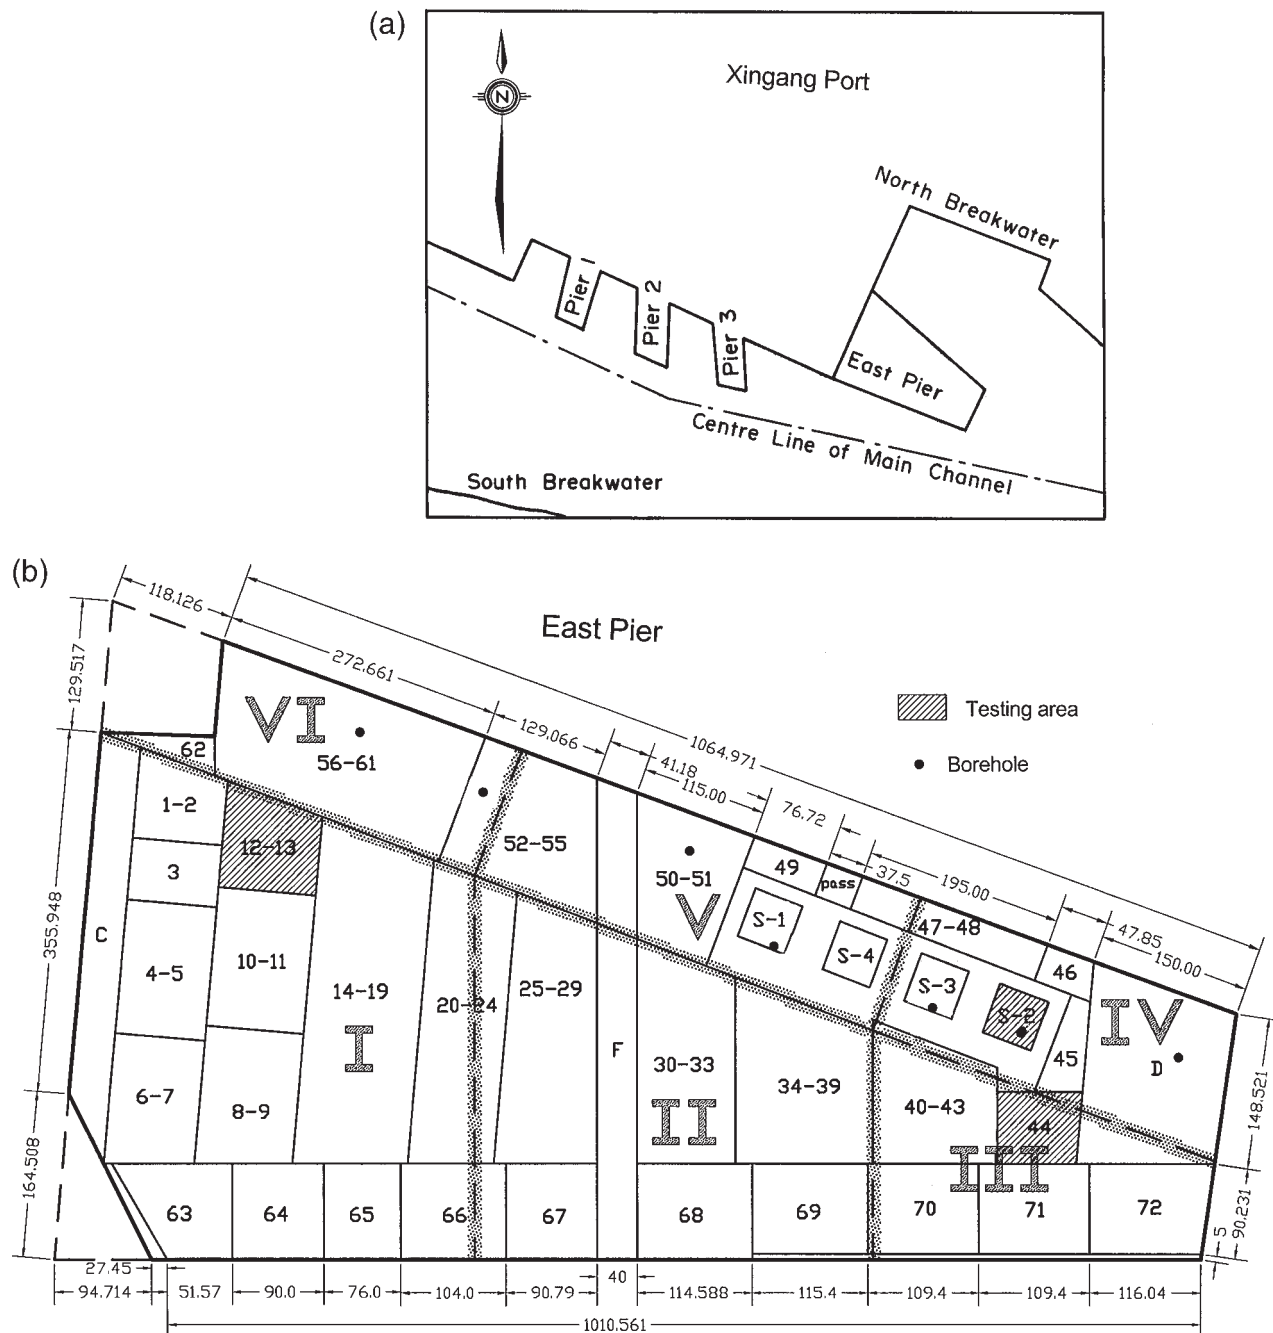 (a)
Xingang Port
N
North Breakwater
Pier
Pier 2
Pier 3
East Pier
Centre Line of Main Channel
South Breakwater
(b)
East Pier
118.126
272.661
129.066
1064.971
41.18
115.00
76.72
37.5
195.00
47.85
150.00
129.517
355.948
164.508
Testing area
Borehole
VI
62
56-61
52-55
1-2
12-13
3
50-51
V
49
pass
47-48
46
S-1
S-4
S-3
S-2
45
IV
D
C
4-5
10-11
14-19
20-24
25-29
I
F
30-33
34-39
40-43
44
II
III
6-7
8-9
63
64
65
66
67
68
69
70
71
72
148.521
90.231
5
27.45
94.714
51.57
90.0
76.0
104.0
90.79
40
114.588
115.4
109.4
109.4
116.04
1010.561